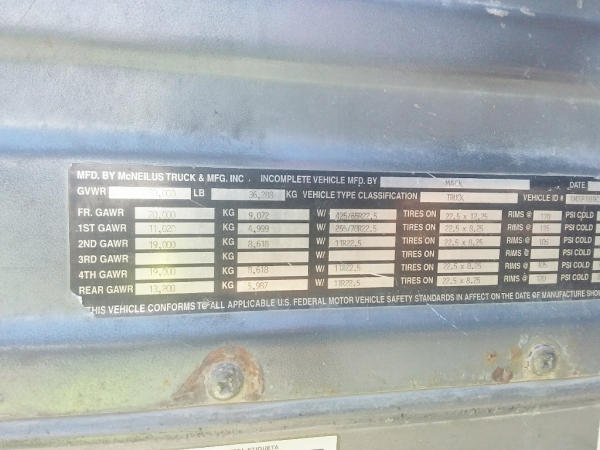 MFD. BY McNEILUS TRUCK & MFG. INC INCOMPLETE VEHICLE MFD. BY MACK DATE
GVWR LB 36,288 KG VEHICLE TYPE CLASSIFICATION TRUCK VEHICLE ID #
FR. GAWR 20,000 KG 9,072 W/ 425/65R22.5 TIRES ON 22.5 x 12.25 RIMS @ 120 PSI COLD
1ST GAWR 11,020 KG 4,999 W/ TIRES ON 22.5 x 8.25 RIMS @ PSI COLD
2ND GAWR 19,000 KG 8,618 W/ 11R22.5 TIRES ON 22.5 x 8.25 RIMS @ 105 PSI COLD
3RD GAWR KG W/ TIRES ON RIMS @ PSI COLD
4TH GAWR 19,000 KG 8,618 W/ 11R22.5 TIRES ON 22.5 x 8.25 RIMS @ 105 PSI COLD
REAR GAWR 13,200 KG 5,987 W/ 11R22.5 TIRES ON 22.5 x 8.25 RIMS @ PSI COLD
THIS VEHICLE CONFORMS TO ALL APPLICABLE U.S. FEDERAL MOTOR VEHICLE SAFETY STANDARDS IN AFFECT ON THE DATE OF MANUFACTURE SHO